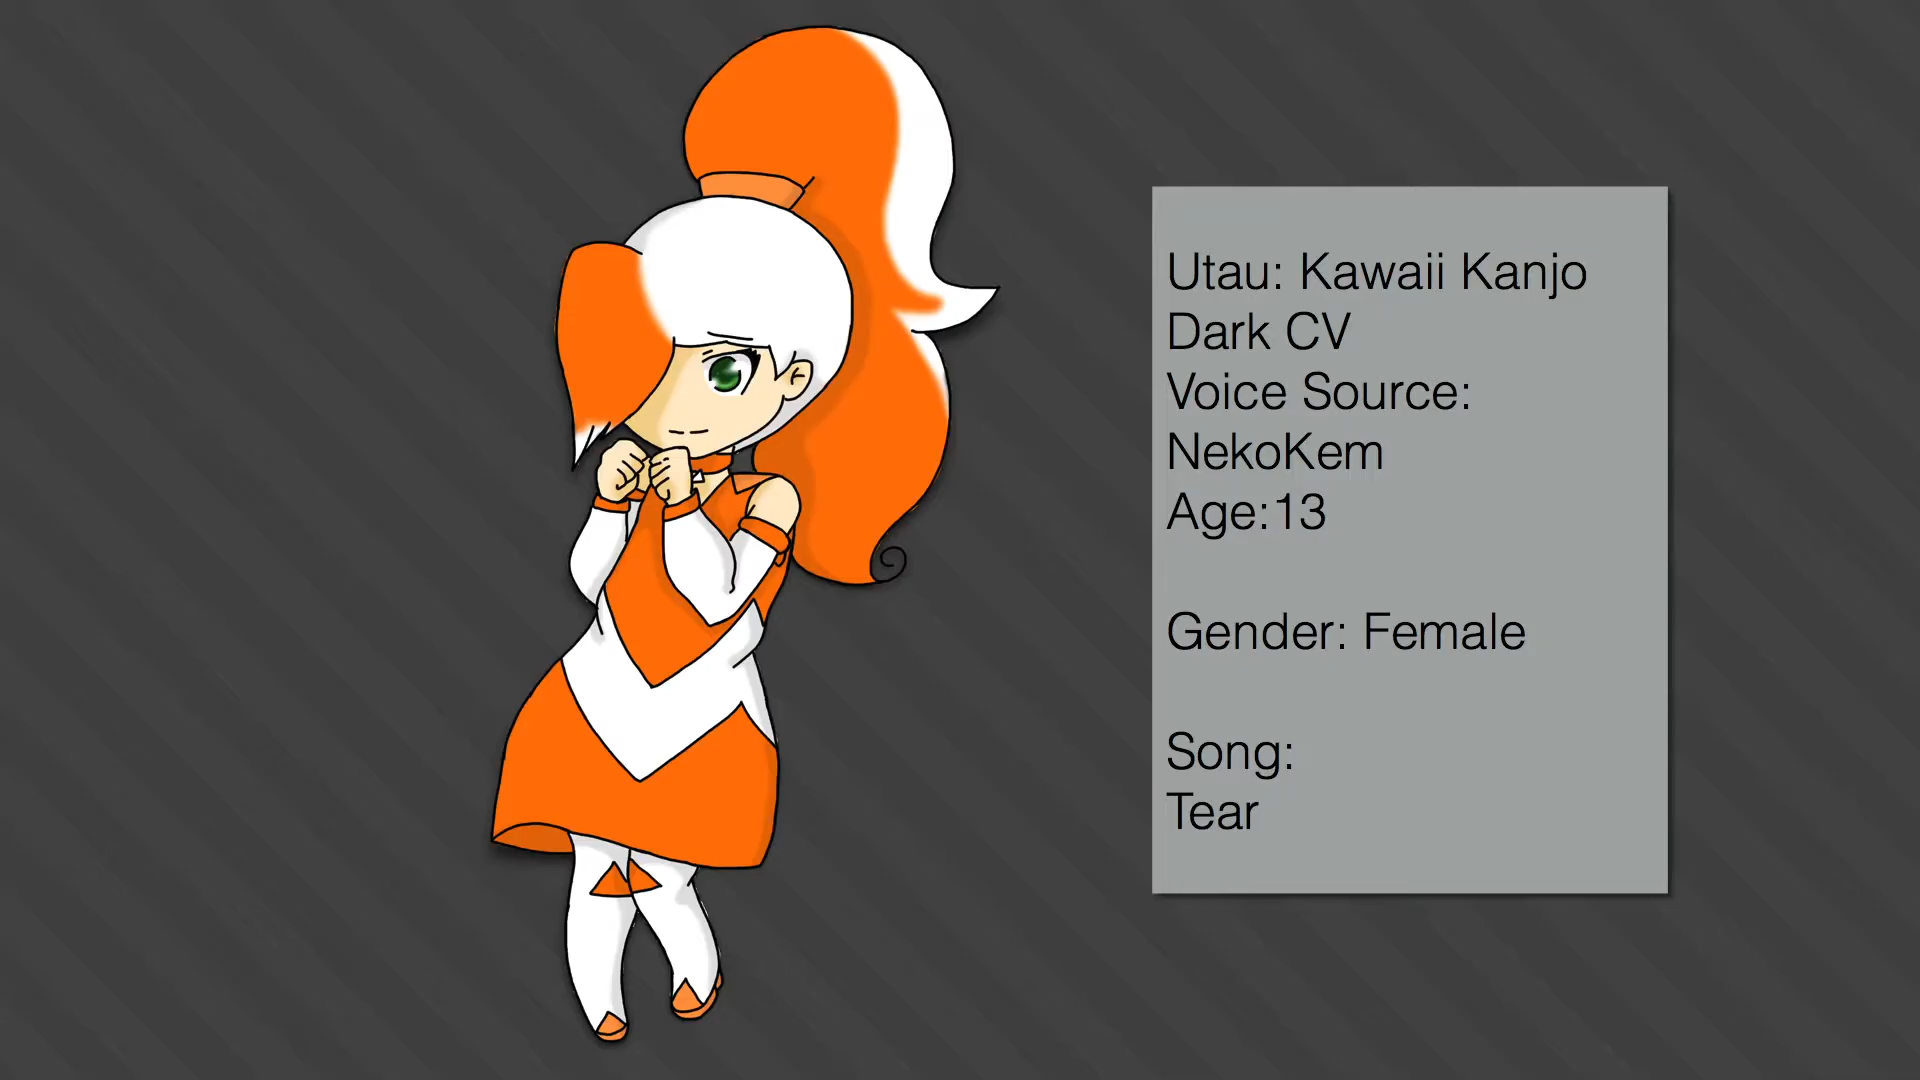 Utau: Kawaii Kanjo
Dark CV
Voice Source:
NekoKem
Age:13
Gender: Female
Song:
Tear